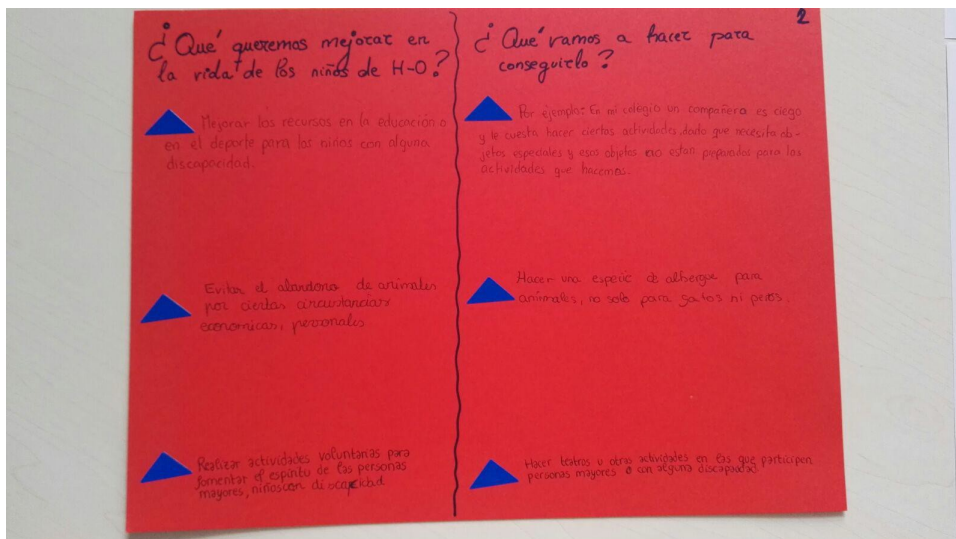 2
¿Qué queremos mejorar en
la vida de los niños de H-O?
Mejorar los recursos en la educación o
en el deporte para los niños con alguna
discapacidad.
Evitar el abandono de animales
por ciertas circunstancias
economicas, personales
Realizar actividades voluntarias para
fomentar el espíritu de las personas
mayores, niños con discapacidad
¿Qué vamos a hacer para
conseguirlo?
Por ejemplo: En mi colegio un compañero es ciego
y le cuesta hacer ciertas actividades, dado que necesita ob-
jetos especiales y esos objetos no estan preparados para las
actividades que hacemos.
Hacer una especie de albergue para
animales, no solo para gatos ni perros.
Hacer teatros u otras actividades en las que participen
personas mayores o con alguna discapacidad.